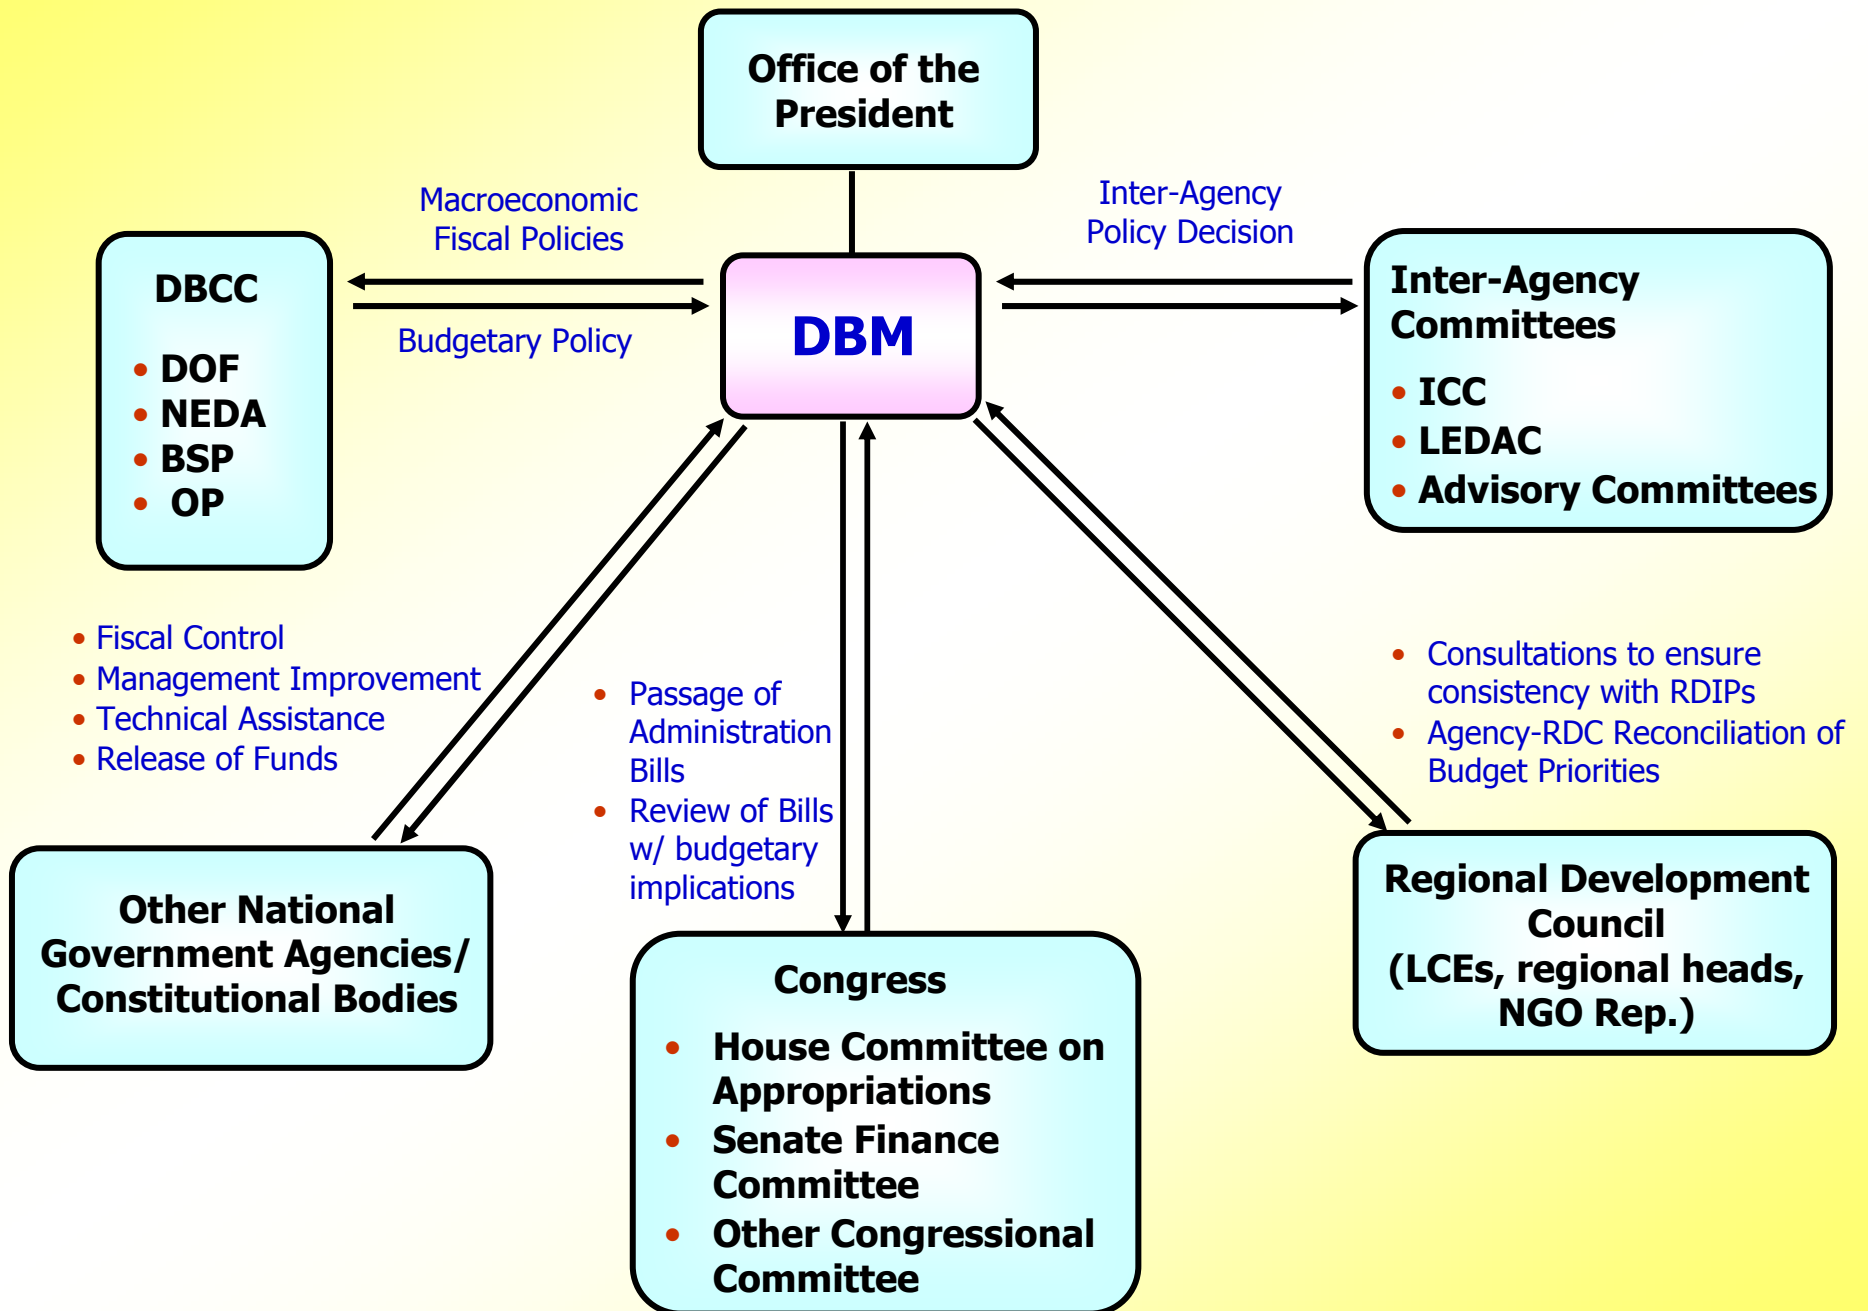 Office of the
President
Macroeconomic
Fiscal Policies
Inter-Agency
Policy Decision
DBCC
• DOF
• NEDA
• BSP
• OP
Budgetary Policy
DBM
Inter-Agency
Committees
• ICC
• LEDAC
• Advisory Committees
• Fiscal Control
• Management Improvement
• Technical Assistance
• Release of Funds
• Passage of
Administration
Bills
• Review of Bills
w/ budgetary
implications
• Consultations to ensure
consistency with RDIPs
• Agency-RDC Reconciliation of
Budget Priorities
Other National
Government Agencies/
Constitutional Bodies
Congress
• House Committee on
Appropriations
• Senate Finance
Committee
• Other Congressional
Committee
Regional Development
Council
(LCEs, regional heads,
NGO Rep.)